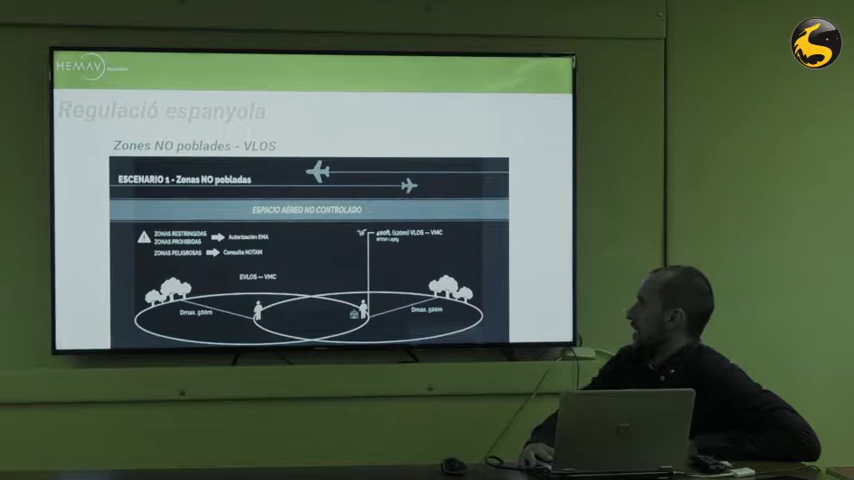 HEMAV
Regulació espanyola
Zones NO poblades - VLOS
ESCENARIO 1 - Zonas NO pobladas
ESPACIO AÉREO NO CONTROLADO
ZONAS RESTRINGIDAS
ZONAS PROHIBIDAS
Autorización EMA
ZONAS PELIGROSAS
Consulta NOTAM
400ft. (120m) VLOS — VMC
EVLOS — VMC
Dmax. 500m
Dmax. 500m